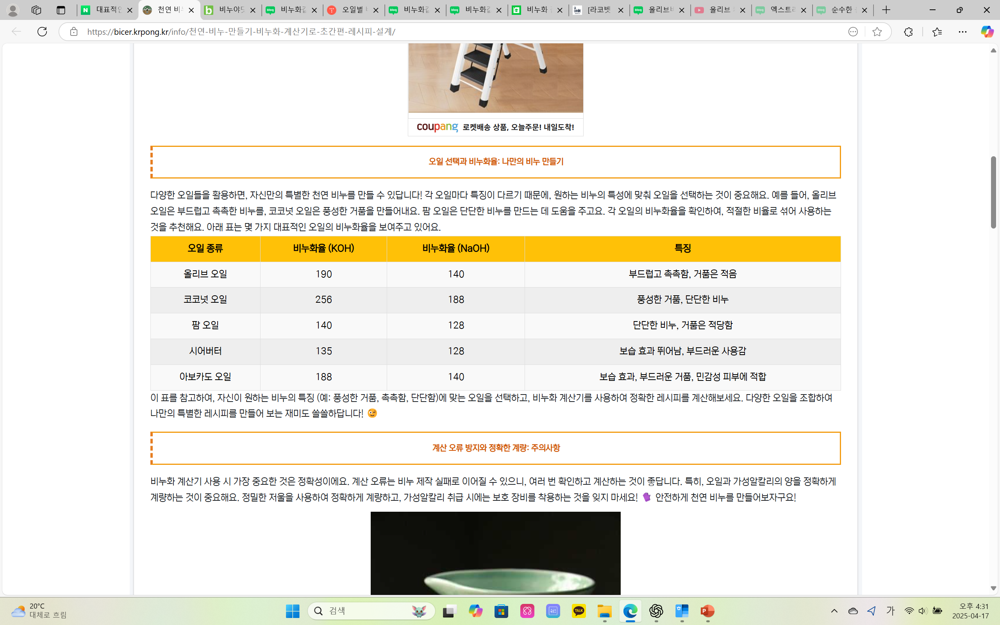 대표적인
천연 비누
비누야닷
비누화값
오일별 비
비누화값
비누화값
비누화
[라코벳
올리브비
올리브
엑스트라
순수한
https://bicer.krpong.kr/info/천연-비누-만들기-비누화-계산기로-초간편-레시피-설계/
coupang 로켓배송 상품, 오늘주문! 내일도착!
오일 선택과 비누화율: 나만의 비누 만들기
다양한 오일들을 활용하면, 자신만의 특별한 천연 비누를 만들 수 있답니다! 각 오일마다 특징이 다르기 때문에, 원하는 비누의 특성에 맞춰 오일을 선택하는 것이 중요해요. 예를 들어, 올리브
오일은 부드럽고 촉촉한 비누를, 코코넛 오일은 풍성한 거품을 만들어내요. 팜 오일은 단단한 비누를 만드는 데 도움을 주고요. 각 오일의 비누화율을 확인하여, 적절한 비율로 섞어 사용하는
것을 추천해요. 아래 표는 몇 가지 대표적인 오일의 비누화율을 보여주고 있어요.
오일 종류 비누화율 (KOH) 비누화율 (NaOH) 특징
올리브 오일 190 140 부드럽고 촉촉함, 거품은 적음
코코넛 오일 256 188 풍성한 거품, 단단한 비누
팜 오일 140 128 단단한 비누, 거품은 적당함
시어버터 135 128 보습 효과 뛰어남, 부드러운 사용감
아보카도 오일 188 140 보습 효과, 부드러운 거품, 민감성 피부에 적합
이 표를 참고하여, 자신이 원하는 비누의 특징 (예: 풍성한 거품, 촉촉함, 단단함)에 맞는 오일을 선택하고, 비누화 계산기를 사용하여 정확한 레시피를 계산해보세요. 다양한 오일을 조합하여
나만의 특별한 레시피를 만들어 보는 재미도 쏠쏠하답니다! 😉
계산 오류 방지와 정확한 계량: 주의사항
비누화 계산기 사용 시 가장 중요한 것은 정확성이에요. 계산 오류는 비누 제작 실패로 이어질 수 있으니, 여러 번 확인하고 계산하는 것이 좋답니다. 특히, 오일과 가성알칼리의 양을 정확하게
계량하는 것이 중요해요. 정밀한 저울을 사용하여 정확하게 계량하고, 가성알칼리 취급 시에는 보호 장비를 착용하는 것을 잊지 마세요! 🧤 안전하게 천연 비누를 만들어보자구요!
20°C
대체로 흐림
검색
TALK
가
오후 4:31
2025-04-17